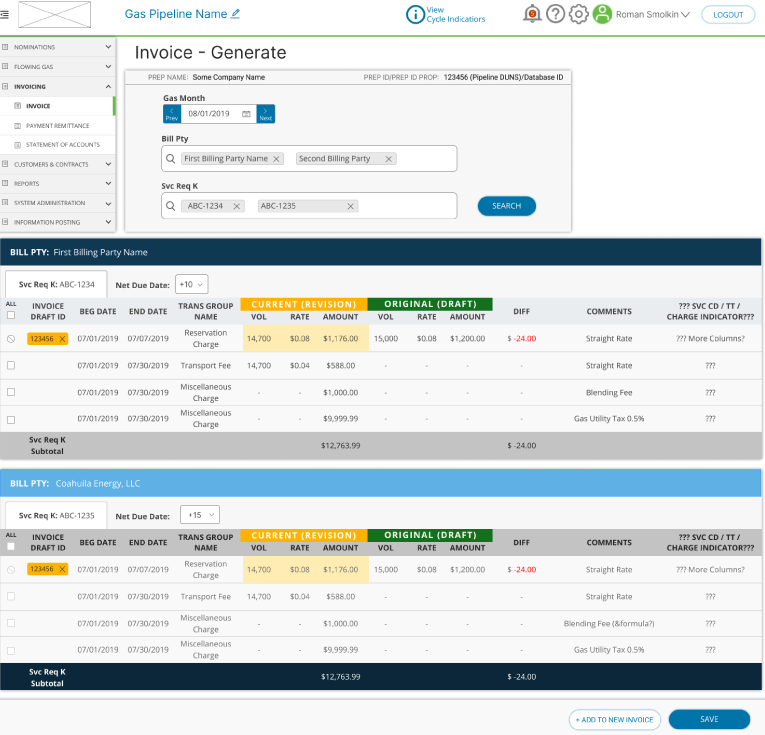 Gas Pipeline Name
View
Cycle Indicatiors
6
Roman Smolkin
LOGOUT
NOMINATIONS
FLOWING GAS
INVOICING
INVOICE
PAYMENT REMITTANCE
STATEMENT OF ACCOUNTS
CUSTOMERS & CONTRACTS
REPORTS
SYSTEM ADMINISTRATION
INFORMATION POSTING
Invoice - Generate
PREP NAME: Some Company Name PREP ID/PREP ID PROP: 123456 (Pipeline DUNS)/Database ID
Gas Month
Prev 08/01/2019 Next
Bill Pty
First Billing Party Name × Second Billing Party ×
Svc Req K
ABC-1234 × ABC-1235 ×
SEARCH
BILL PTY: First Billing Party Name
Svc Req K: ABC-1234 Net Due Date: +10
ALL INVOICE DRAFT ID BEG DATE END DATE TRANS GROUP NAME CURRENT (REVISION) VOL RATE AMOUNT ORIGINAL (DRAFT) VOL RATE AMOUNT DIFF COMMENTS ??? SVC CD / TT / CHARGE INDICATOR???
123456 × 07/01/2019 07/07/2019 Reservation Charge 14,700 $0.08 $1,176.00 15,000 $0.08 $1,200.00 $ -24.00 Straight Rate ??? More Columns?
07/01/2019 07/30/2019 Transport Fee 14,700 $0.04 $588.00 - - - - Straight Rate ???
07/01/2019 07/30/2019 Miscellaneous Charge - - $1,000.00 - - - - Blending Fee ???
07/01/2019 07/30/2019 Miscellaneous Charge - - $9,999.99 - - - - Gas Utility Tax 0.5% ???
Svc Req K Subtotal $12,763.99 $ -24.00
BILL PTY: Coahuila Energy, LLC
Svc Req K: ABC-1235 Net Due Date: +15
ALL INVOICE DRAFT ID BEG DATE END DATE TRANS GROUP NAME CURRENT (REVISION) VOL RATE AMOUNT ORIGINAL (DRAFT) VOL RATE AMOUNT DIFF COMMENTS ??? SVC CD / TT / CHARGE INDICATOR???
123456 × 07/01/2019 07/07/2019 Reservation Charge 14,700 $0.08 $1,176.00 15,000 $0.08 $1,200.00 $ -24.00 Straight Rate ??? More Columns?
07/01/2019 07/30/2019 Transport Fee 14,700 $0.04 $588.00 - - - - Straight Rate ???
07/01/2019 07/30/2019 Miscellaneous Charge - - $1,000.00 - - - - Blending Fee (&formula?) ???
07/01/2019 07/30/2019 Miscellaneous Charge - - $9,999.99 - - - - Gas Utility Tax 0.5% ???
Svc Req K Subtotal $12,763.99 $ -24.00
+ ADD TO NEW INVOICE SAVE